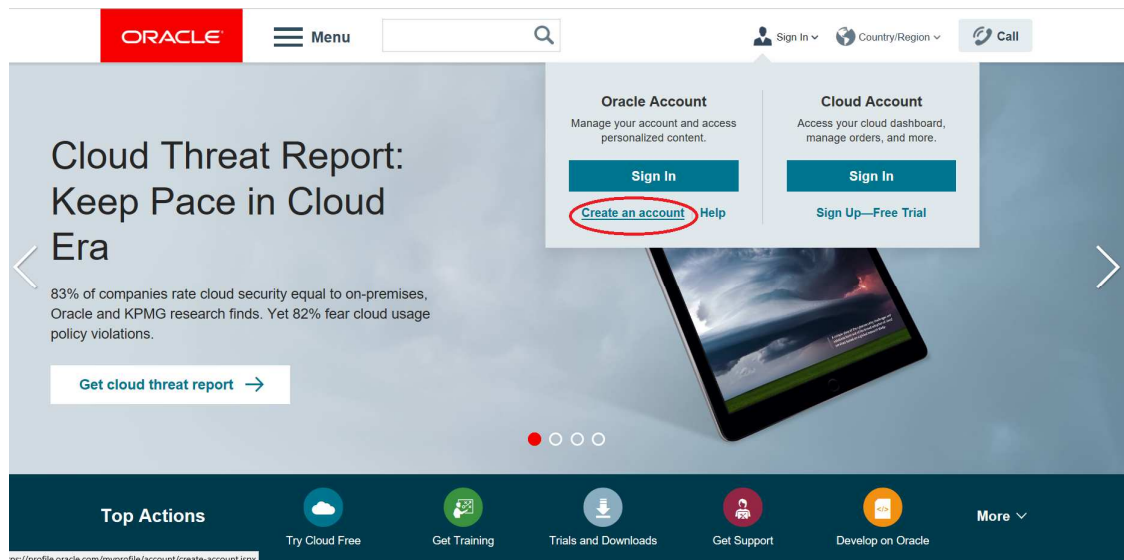 ORACLE
Menu
Sign In
Country/Region
Call
Oracle Account
Manage your account and access
personalized content.
Sign In
Create an account
Help
Cloud Account
Access your cloud dashboard,
manage orders, and more.
Sign In
Sign Up—Free Trial
Cloud Threat Report:
Keep Pace in Cloud
Era
83% of companies rate cloud security equal to on-premises,
Oracle and KPMG research finds. Yet 82% fear cloud usage
policy violations.
Get cloud threat report
Top Actions
Try Cloud Free
Get Training
Trials and Downloads
Get Support
Develop on Oracle
More